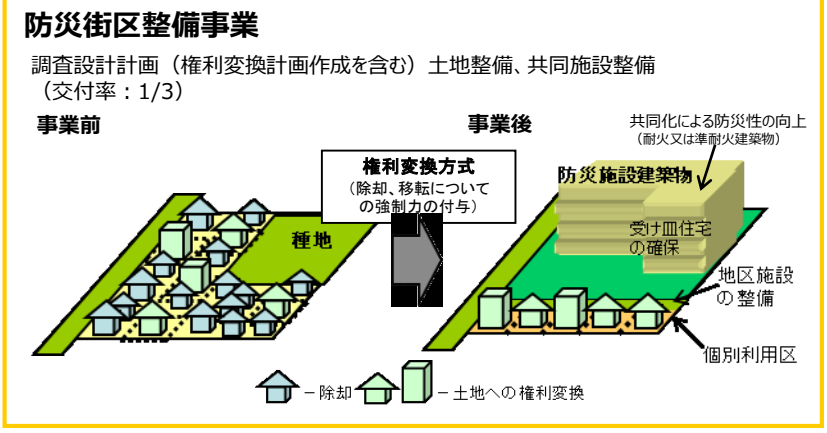 防災街区整備事業
調査設計計画（権利変換計画作成を含む）土地整備、共同施設整備
（交付率：1/3）
事業前
事業後
共同化による防災性の向上
（耐火又は準耐火建築物）
権利変換方式
（除却、移転について
の強制力の付与）
防災施設建築物
種地
受け皿住宅
の確保
地区施設
の整備
個別利用区
－除却
－土地への権利変換